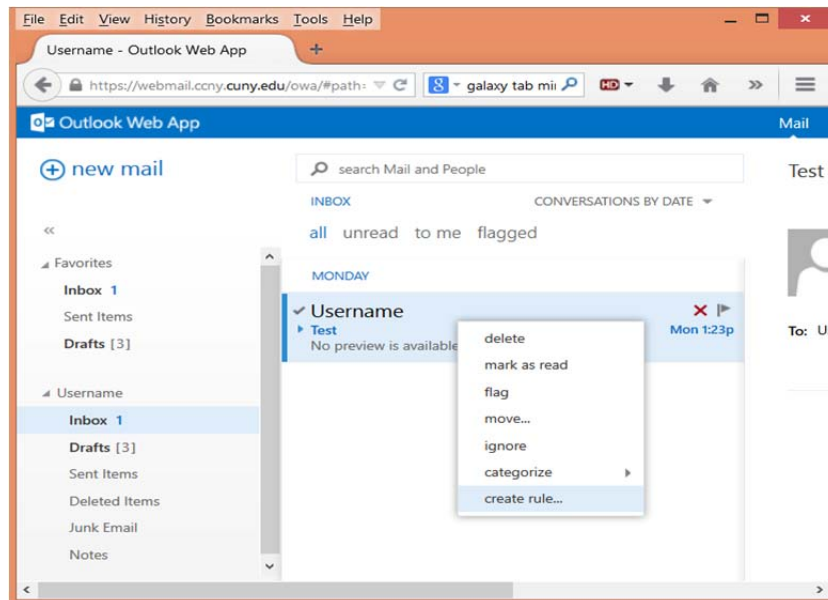 File Edit View History Bookmarks Tools Help
Username - Outlook Web App
https://webmail.ccny.cuny.edu/owa/#path:
8
galaxy tab mii
HD
Outlook Web App
Mail
new mail
search Mail and People
Test
INBOX
CONVERSATIONS BY DATE
all unread to me flagged
Favorites
Inbox 1
Sent Items
Drafts [3]
MONDAY
Username
Test
Mon 1:23p
No preview is available
To: U
delete
mark as read
flag
move...
ignore
categorize
create rule...
Username
Inbox 1
Drafts [3]
Sent Items
Deleted Items
Junk Email
Notes